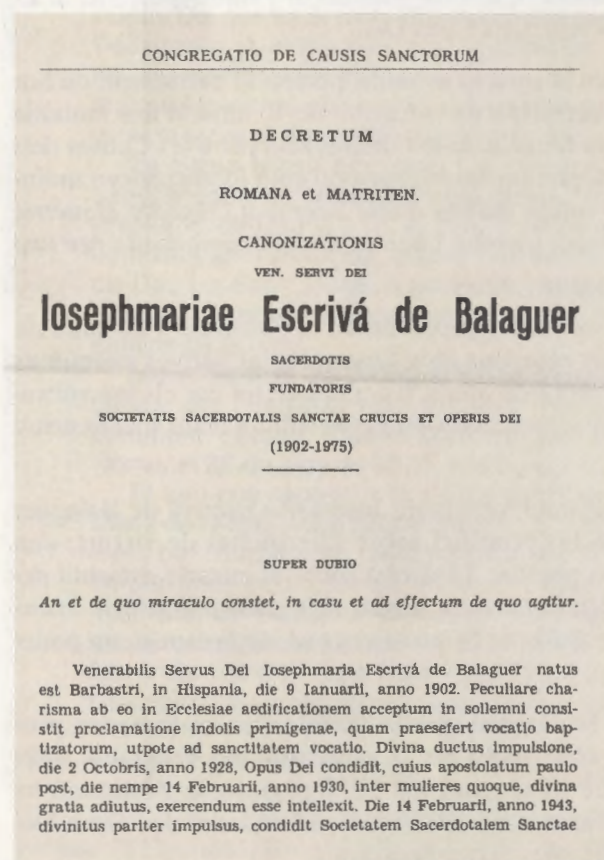 CONGREGATIO DE CAUSIS SANCTORUM
DECRETUM
ROMANA et MATRITEN.
CANONIZATIONIS
VEN. SERVI DEI
Iosephmariae Escrivá de Balaguer
SACERDOTIS
FUNDATORIS
SOCIETATIS SACERDOTALIS SANCTAE CRUCIS ET OPERIS DEI
(1902-1975)
SUPER DUBIO
An et de quo miraculo constet, in casu et ad effectum de quo agitur.
Venerabilis Servus Dei Iosephmaria Escrivá de Balaguer natus
est Barbastri, in Hispania, die 9 Ianuarii, anno 1902. Peculiare cha-
risma ab eo in Ecclesiae aedificationem acceptum in sollemni consi-
stit proclamatione indolis primigenae, quam praesefert vocatio bap-
tizatorum, utpote ad sanctitatem vocatio. Divina ductus impulsione,
die 2 Octobris, anno 1928, Opus Dei condidit, cuius apostolatum paulo
post, die nempe 14 Februarii, anno 1930, inter mulieres quoque, divina
gratia adiutus, exercendum esse intellexit. Die 14 Februarii, anno 1943,
divinitus pariter impulsus, condidit Societatem Sacerdotalem Sanctae